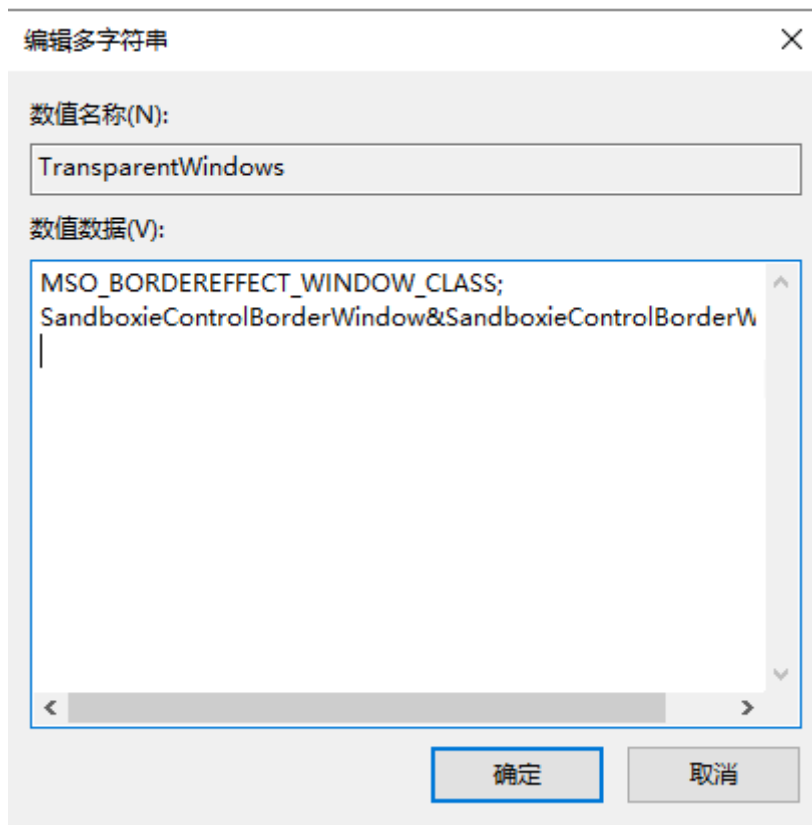 编辑多字符串
数值名称(N):
TransparentWindows
数值数据(V):
MSO_BORDEREFFECT_WINDOW_CLASS;
SandboxieControlBorderWindow&SandboxieControlBorderW
确定
取消